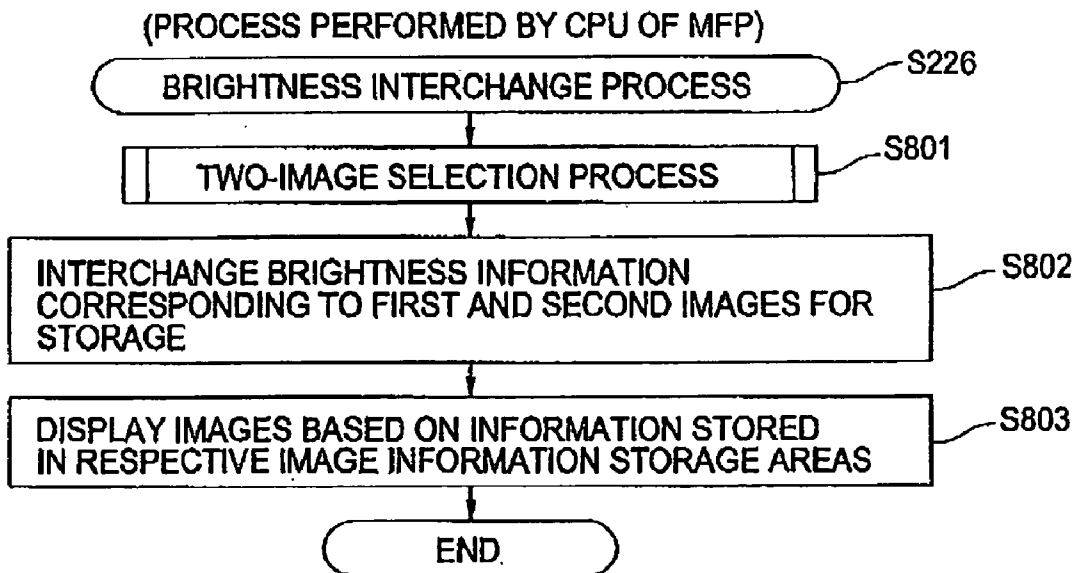 (PROCESS PERFORMED BY CPU OF MFP)
BRIGHTNESS INTERCHANGE PROCESS
S226
TWO-IMAGE SELECTION PROCESS
S801
INTERCHANGE BRIGHTNESS INFORMATION
CORRESPONDING TO FIRST AND SECOND IMAGES FOR
STORAGE
S802
DISPLAY IMAGES BASED ON INFORMATION STORED
IN RESPECTIVE IMAGE INFORMATION STORAGE AREAS
S803
END